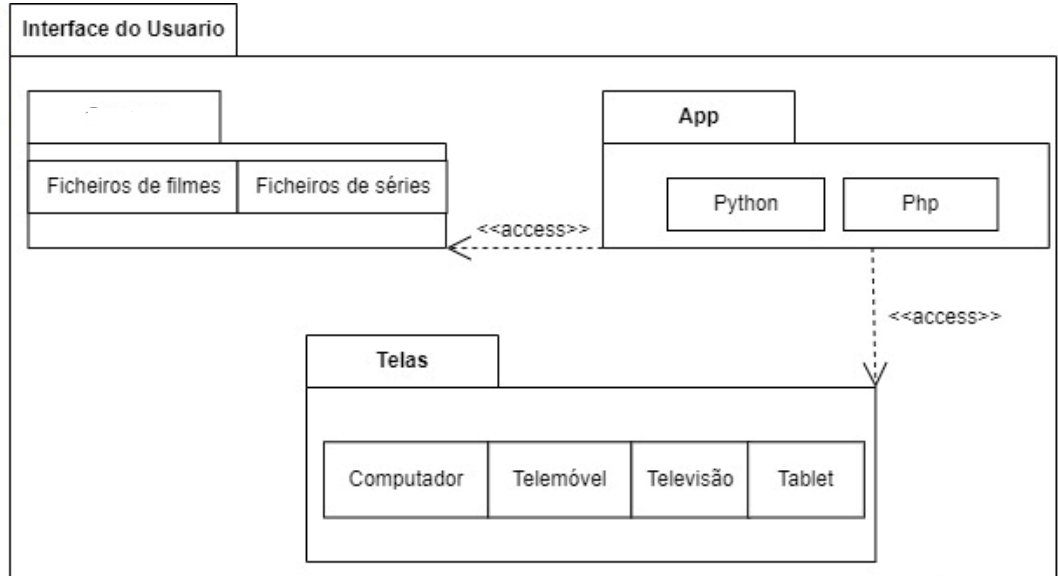 Interface do Usuario
App
Ficheiros de filmes
Ficheiros de séries
Python
Php
<<access>>
<<access>>
Telas
Computador
Telemóvel
Televisão
Tablet